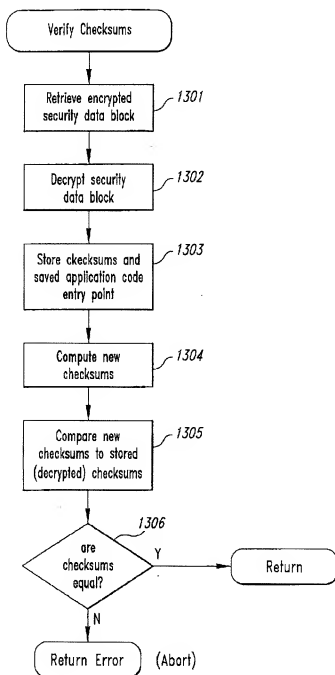 Verify Checksums
Retrieve encrypted
security data block
1301
Decrypt security
data block
1302
Store ckecksums and
saved application code
entry point
1303
Compute new
checksums
1304
Compare new
checksums to stored
(decrypted) checksums
1305
1306
are
checksums
equal?
Y
Return
N
Return Error (Abort)